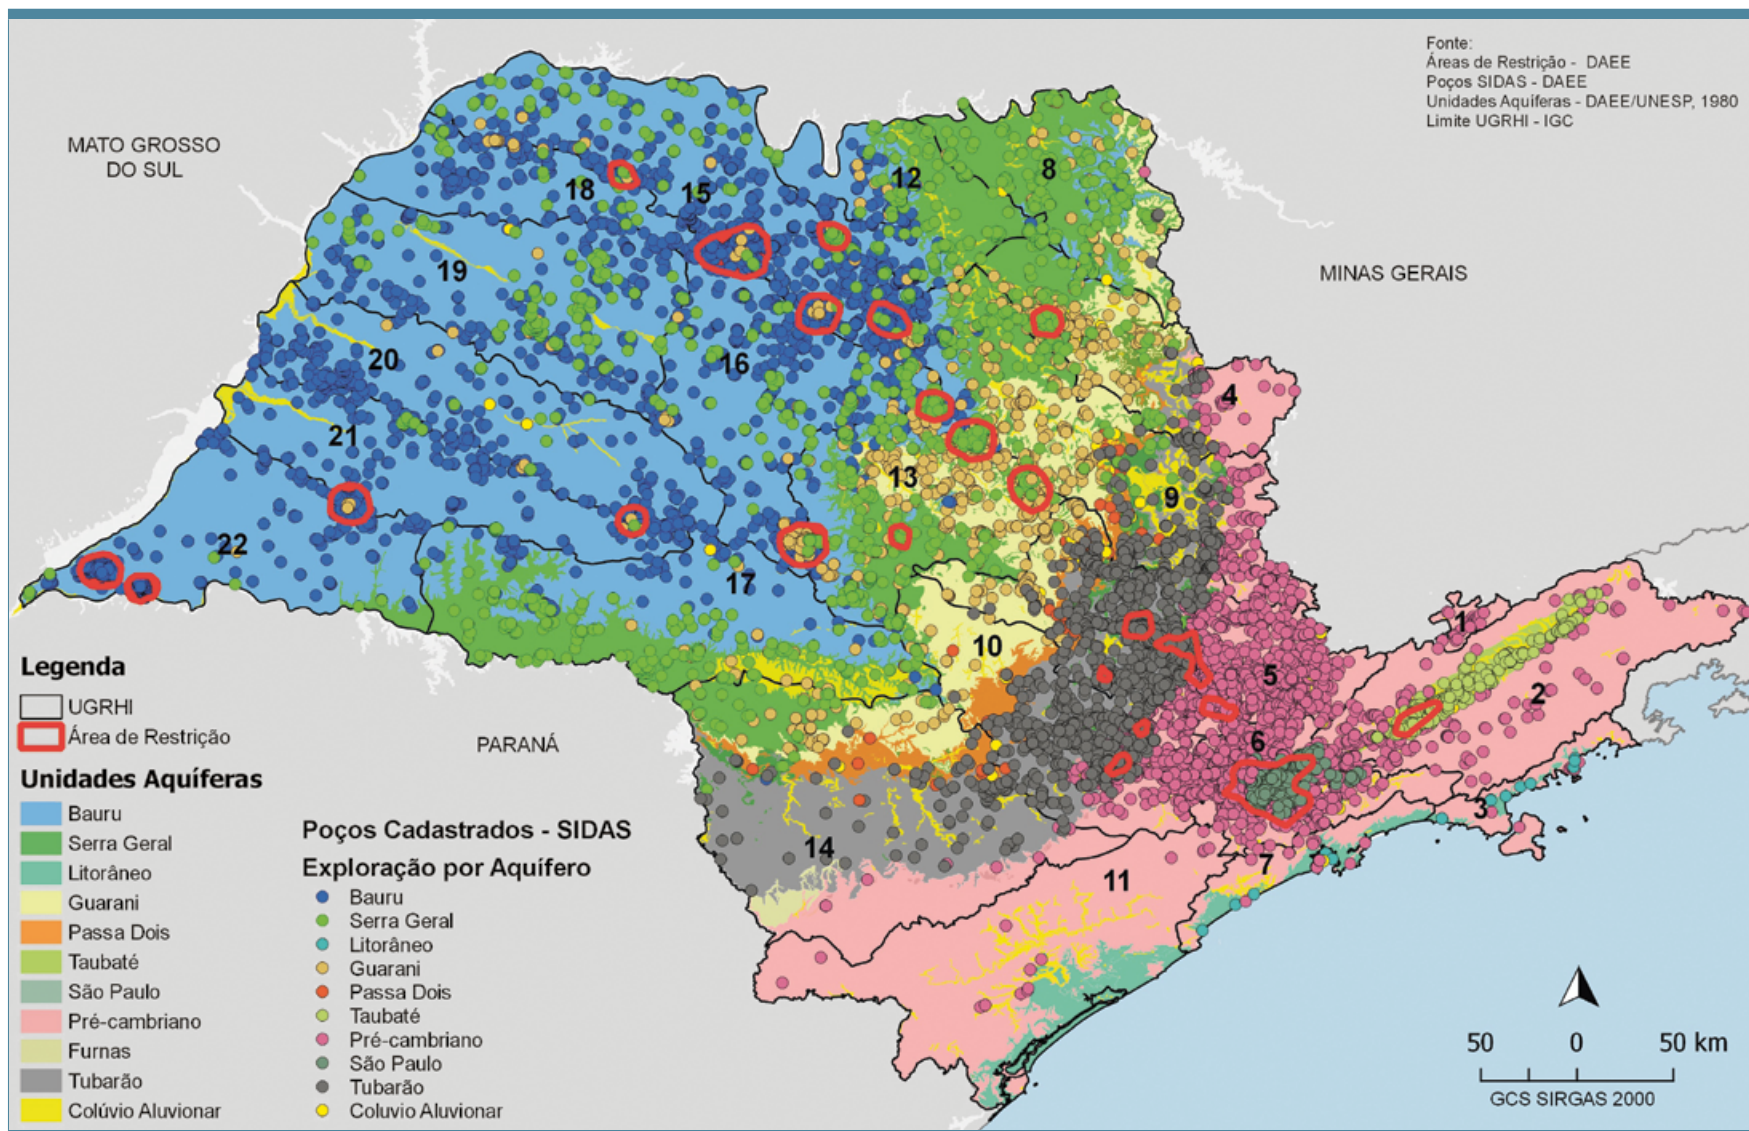 Fonte:
Áreas de Restrição - DAEE
Poços SIDAS - DAEE
Unidades Aquíferas - DAEE/UNESP, 1980
Limite UGRHI - IGC
MATO GROSSO
DO SUL
MINAS GERAIS
PARANÁ
18
15
12
8
19
20
16
4
21
13
9
22
17
10
1
5
2
6
3
14
11
7
Legenda
UGRHI
Área de Restrição
Unidades Aquíferas
Bauru
Serra Geral
Litorâneo
Guarani
Passa Dois
Taubaté
São Paulo
Pré-cambriano
Furnas
Tubarão
Colúvio Aluvionar
Poços Cadastrados - SIDAS
Exploração por Aquífero
Bauru
Serra Geral
Litorâneo
Guarani
Passa Dois
Taubaté
Pré-cambriano
São Paulo
Tubarão
Coluvio Aluvionar
50 0 50 km
GCS SIRGAS 2000